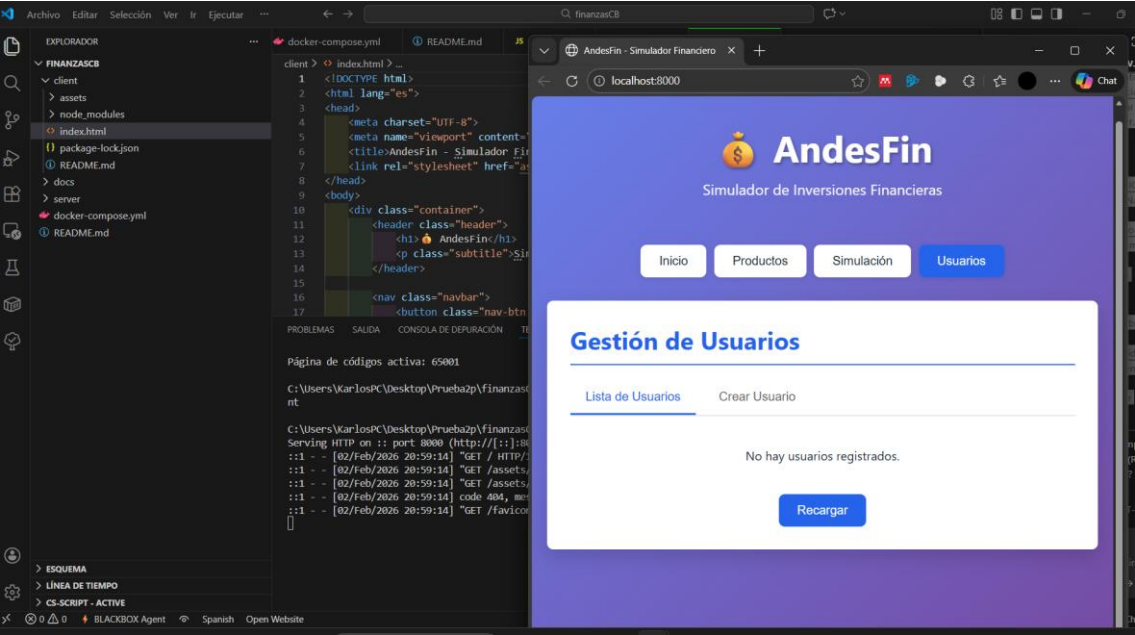 Archivo Editar Selección Ver Ir Ejecutar ···
finanzasCB
EXPLORADOR ···
FINANZASCB
client
assets
node_modules
index.html
package-lock.json
README.md
docs
server
docker-compose.yml
README.md
ESQUEMA
LÍNEA DE TIEMPO
CS-SCRIPT - ACTIVE
docker-compose.yml README.md JS
client > index.html > ...
1 <!DOCTYPE html>
2 <html lang="es">
3 <head>
4 <meta charset="UTF-8">
5 <meta name="viewport" content="
6 <title>AndesFin - Simulador Fin
7 <link rel="stylesheet" href="as
8 </head>
9 <body>
10 <div class="container">
11 <header class="header">
12 <h1>💰 AndesFin</h1>
13 <p class="subtitle">Sim
14 </header>
15
16 <nav class="navbar">
17 <button class="nav-btn
PROBLEMAS SALIDA CONSOLA DE DEPURACIÓN TE
Página de códigos activa: 65001
C:\Users\KarlosPC\Desktop\Prueba2p\finanzasC
nt
C:\Users\KarlosPC\Desktop\Prueba2p\finanzasC
Serving HTTP on :: port 8000 (http://[::]:80
::1 - - [02/Feb/2026 20:59:14] "GET / HTTP/1
::1 - - [02/Feb/2026 20:59:14] "GET /assets/
::1 - - [02/Feb/2026 20:59:14] "GET /assets/
::1 - - [02/Feb/2026 20:59:14] code 404, mes
::1 - - [02/Feb/2026 20:59:14] "GET /favicon
0 0 BLACKBOX Agent Spanish Open Website
AndesFin - Simulador Financiero
localhost:8000
Chat
💰 AndesFin
Simulador de Inversiones Financieras
Inicio Productos Simulación Usuarios
Gestión de Usuarios
Lista de Usuarios Crear Usuario
No hay usuarios registrados.
Recargar